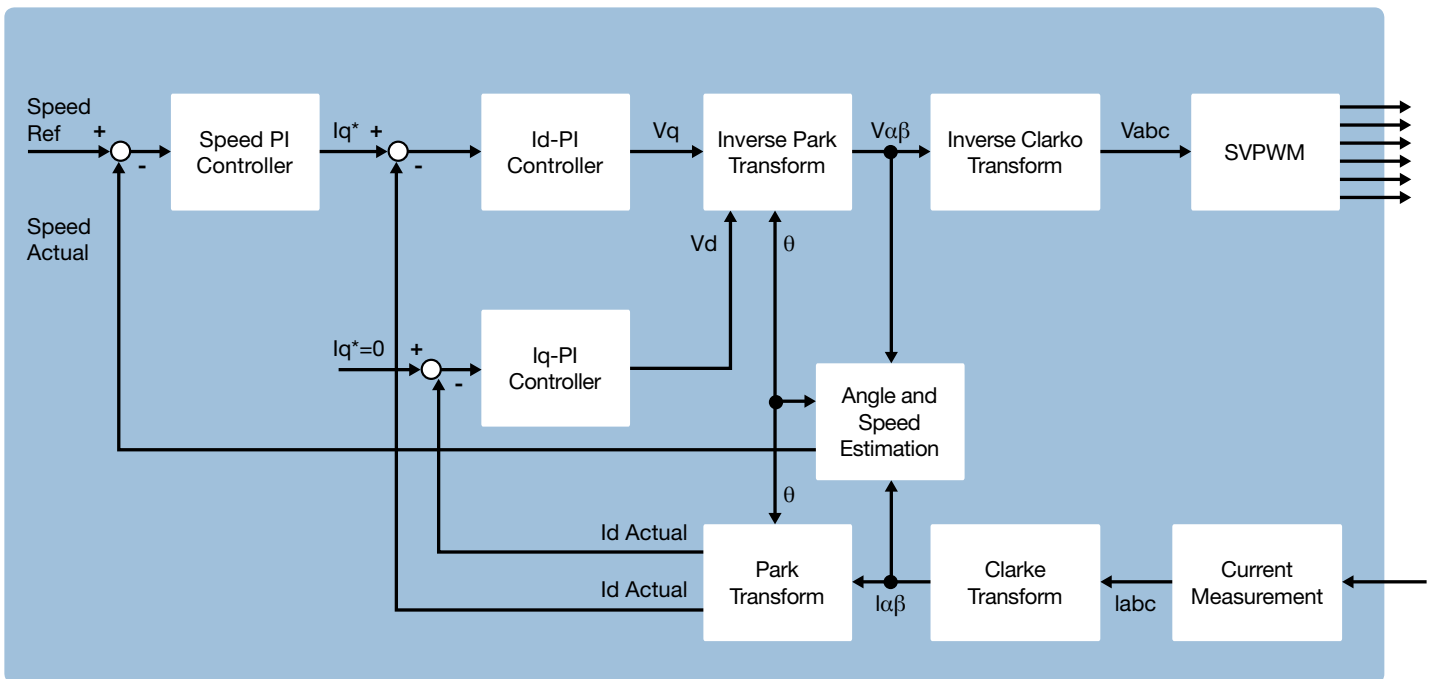 Speed
Ref
+
-
Speed PI
Controller
Iq*
+
-
Id-PI
Controller
Vq
Inverse Park
Transform
Vαβ
Inverse Clarko
Transform
Vabc
SVPWM
Speed
Actual
Vd
θ
Iq*=0
+
-
Iq-PI
Controller
Angle and
Speed
Estimation
θ
Id Actual
Id Actual
Park
Transform
Iαβ
Clarke
Transform
Iabc
Current
Measurement